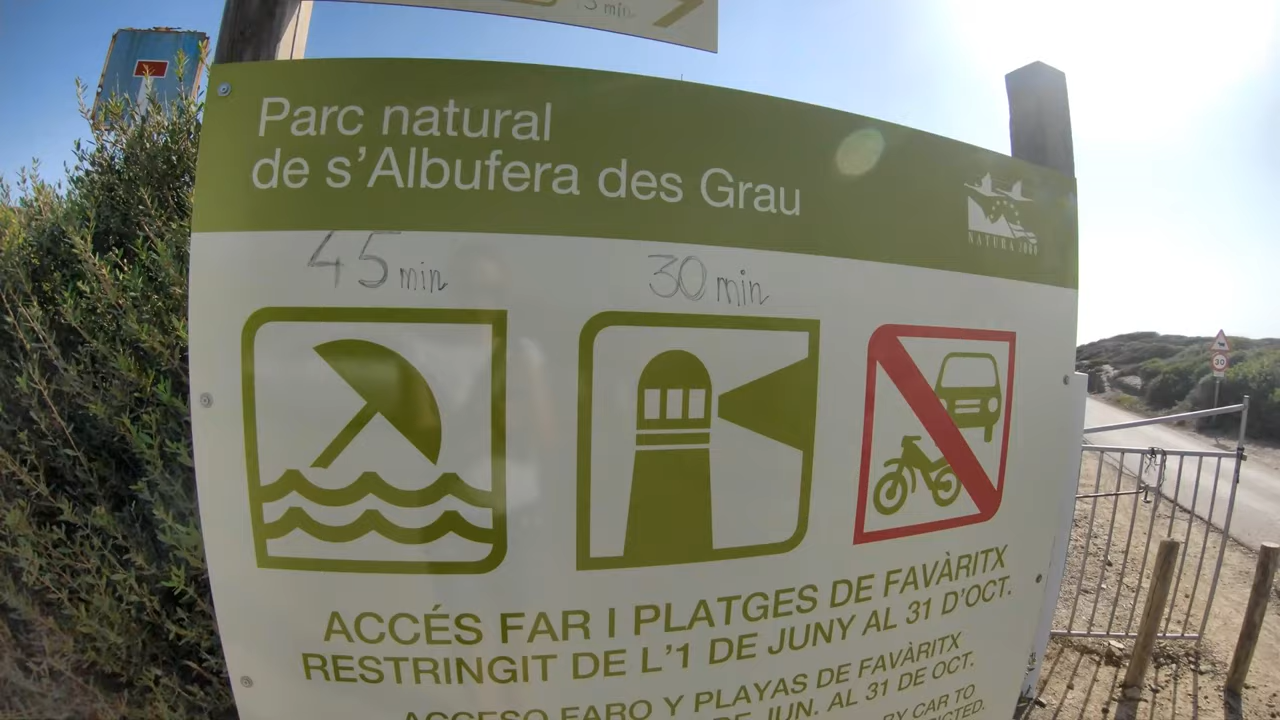 3 min
Parc natural
de s'Albufera des Grau
NATURA 2000
45 min
30 min
30
ACCÉS FAR I PLATGES DE FAVÀRITX
RESTRINGIT DE L'1 DE JUNY AL 31 D'OCT.
ACCESO FARO Y PLAYAS DE FAVÀRITX
DE JUN. AL 31 DE OCT.
BY CAR TO